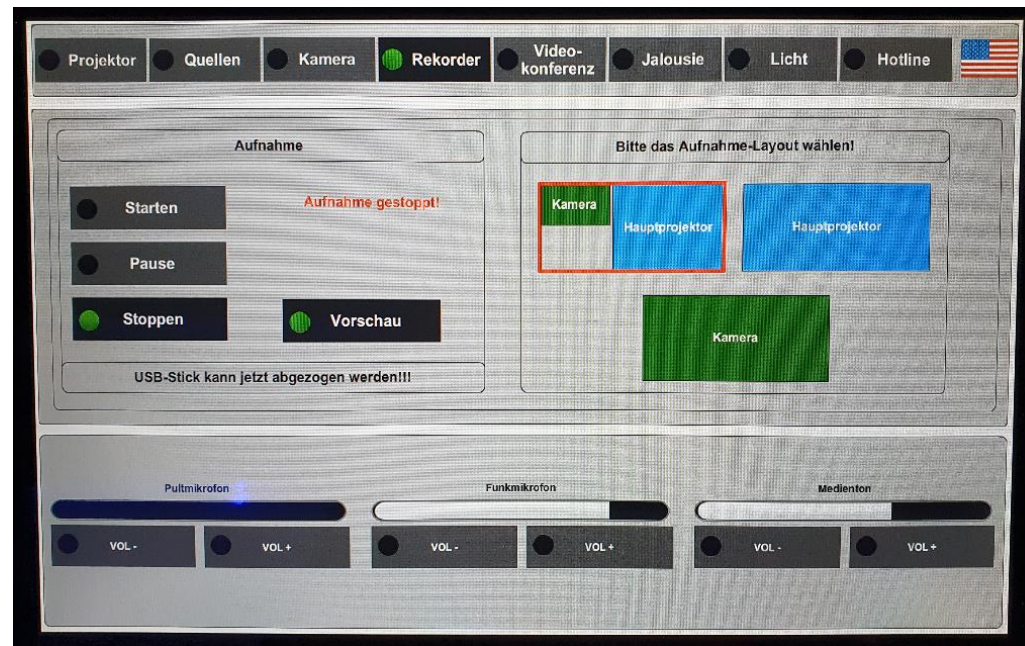 Projektor
Quellen
Kamera
Rekorder
Video-
konferenz
Jalousie
Licht
Hotline
Aufnahme
Bitte das Aufnahme-Layout wählen!
Starten
Aufnahme gestoppt!
Pause
Stoppen
Vorschau
USB-Stick kann jetzt abgezogen werden!!!
Kamera
Hauptprojektor
Hauptprojektor
Kamera
Pultmikrofon
Funkmikrofon
Medienton
VOL -
VOL +
VOL -
VOL +
VOL -
VOL +